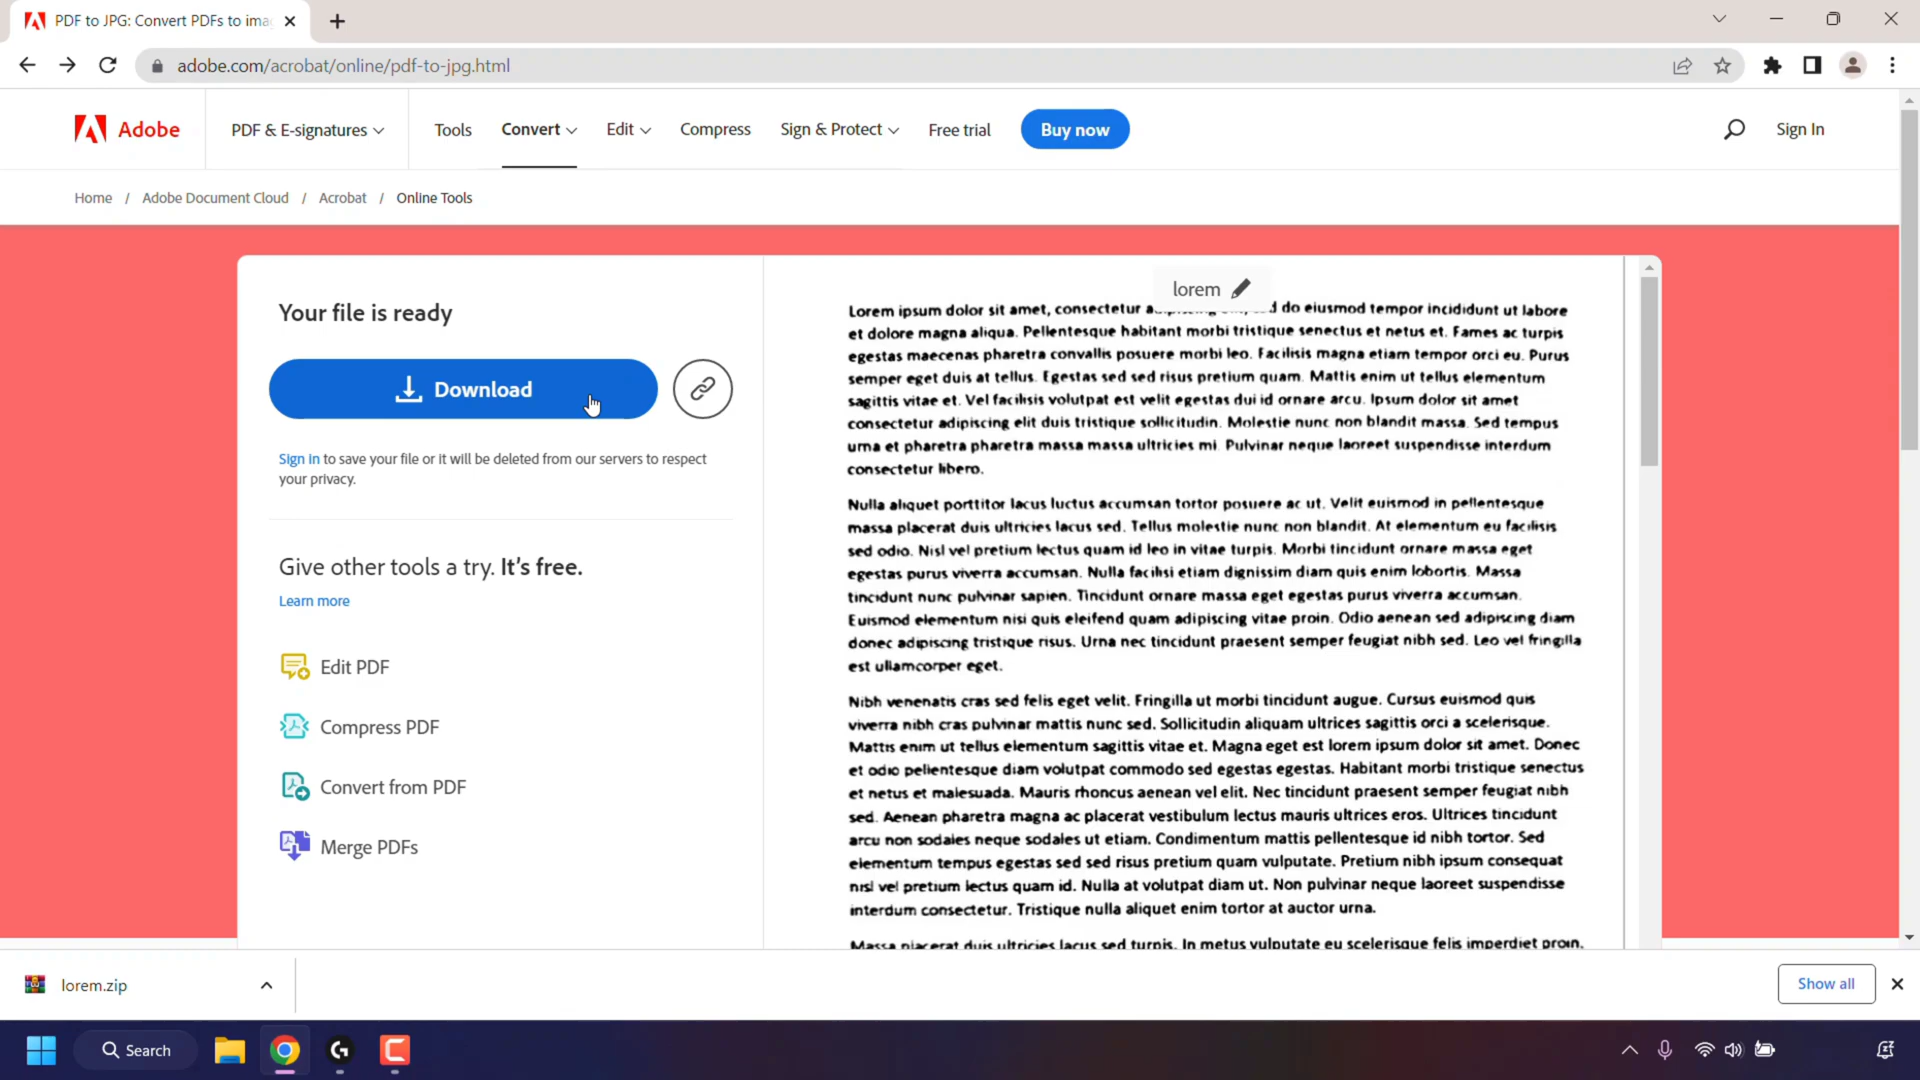 PDF to JPG: Convert PDFs to ima
adobe.com/acrobat/online/pdf-to-jpg.html
Adobe
PDF & E-signatures
Tools
Convert
Edit
Compress
Sign & Protect
Free trial
Buy now
Sign In
Home / Adobe Document Cloud / Acrobat / Online Tools
Your file is ready
Download
Sign in to save your file or it will be deleted from our servers to respect
your privacy.
Give other tools a try. It's free.
Learn more
Edit PDF
Compress PDF
Convert from PDF
Merge PDFs
lorem
Lorem ipsum dolor sit amet, consectetur do eiusmod tempor incididunt ut labore
et dolore magna aliqua. Pellentesque habitant morbi tristique senectus et netus et. Fames ac turpis
egestas maecenas pharetra convallis posuere morbi leo. Facilisis magna etiam tempor orci eu. Purus
semper eget duis at tellus. Egestas sed sed risus pretium quam. Mattis enim ut tellus elementum
sagittis vitae et. Vel facilisis volutpat est velit egestas dui id ornare arcu. Ipsum dolor sit amet
consectetur adipiscing elit duis tristique sollicitudin. Molestie nunc non blandit massa. Sed tempus
urna et pharetra pharetra massa massa ultricies mi. Pulvinar neque laoreet suspendisse interdum
consectetur libero.
Nulla aliquet porttitor lacus luctus accumsan tortor posuere ac ut. Velit euismod in pellentesque
massa placerat duis ultricies lacus sed. Tellus molestie nunc non blandit. At elementum eu facilisis
sed odio. Nisl vel pretium lectus quam id leo in vitae turpis. Morbi tincidunt ornare massa eget
egestas purus viverra accumsan. Nulla facilisi etiam dignissim diam quis enim lobortis. Massa
tincidunt nunc pulvinar sapien. Tincidunt ornare massa eget egestas purus viverra accumsan.
Euismod elementum nisi quis eleifend quam adipiscing vitae proin. Odio aenean sed adipiscing diam
donec adipiscing tristique risus. Urna nec tincidunt praesent semper feugiat nibh sed. Leo vel fringilla
est ullamcorper eget.
Nibh venenatis cras sed felis eget velit. Fringilla ut morbi tincidunt augue. Cursus euismod quis
viverra nibh cras pulvinar mattis nunc sed. Sollicitudin aliquam ultrices sagittis orci a scelerisque.
Mattis enim ut tellus elementum sagittis vitae et. Magna eget est lorem ipsum dolor sit amet. Donec
et odio pellentesque diam volutpat commodo sed egestas egestas. Habitant morbi tristique senectus
et netus et malesuada. Mauris rhoncus aenean vel elit. Nec tincidunt praesent semper feugiat nibh
sed. Aenean pharetra magna ac placerat vestibulum lectus mauris ultrices eros. Ultrices tincidunt
arcu non sodales neque sodales ut etiam. Condimentum mattis pellentesque id nibh tortor. Sed
elementum tempus egestas sed sed risus pretium quam vulputate. Pretium nibh ipsum consequat
nisl vel pretium lectus quam id. Nulla at volutpat diam ut. Non pulvinar neque laoreet suspendisse
interdum consectetur. Tristique nulla aliquet enim tortor at auctor urna.
Massa placerat duis ultricies lacus sed turpis. In metus vulputate eu scelerisque felis imperdiet proin.
lorem.zip
Show all
Search